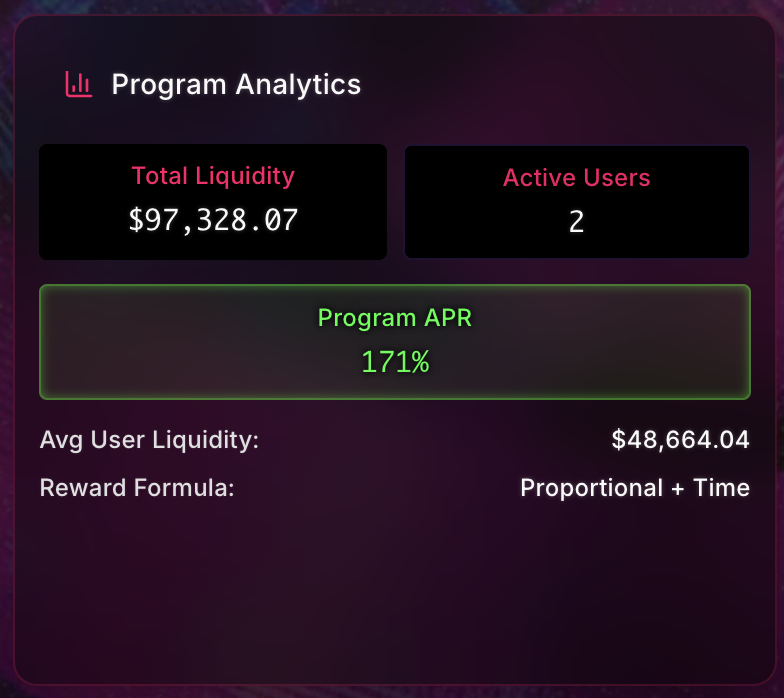 Program Analytics
Total Liquidity
$97,328.07
Active Users
2
Program APR
171%
Avg User Liquidity: $48,664.04
Reward Formula: Proportional + Time